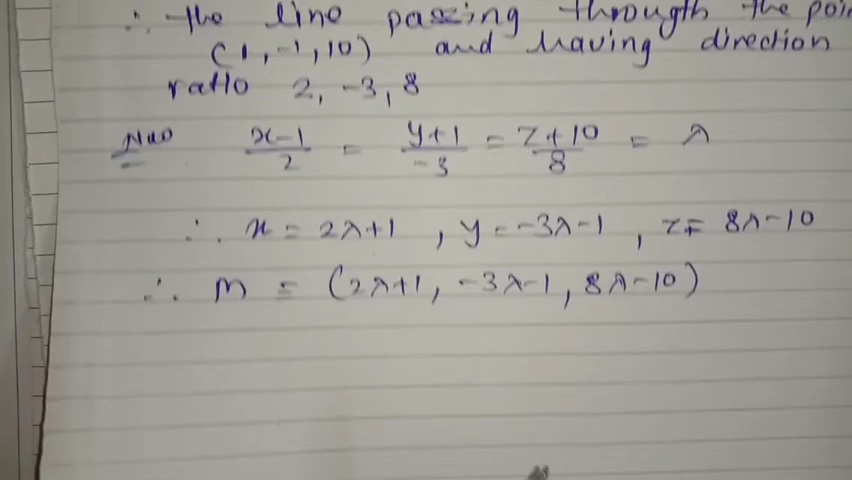 ∴ the line passing through the poin
(1, -1, 10) and having direction
ratio 2, -3, 8
x-1/2 = y+1/-3 = z+10/8 = λ
∴ x = 2λ+1 , y = -3λ-1 , z = 8λ-10
∴ M = (2λ+1, -3λ-1, 8λ-10)